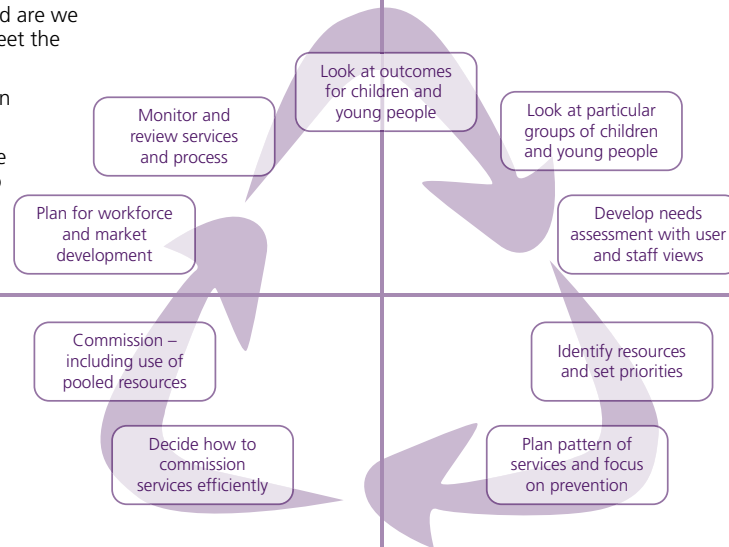 d are we
eet the
n
e
Look at outcomes
for children and
young people
Look at particular
groups of children
and young people
Develop needs
assessment with user
and staff views
Identify resources
and set priorities
Plan pattern of
services and focus
on prevention
Decide how to
commission
services efficiently
Commission –
including use of
pooled resources
Plan for workforce
and market
development
Monitor and
review services
and process